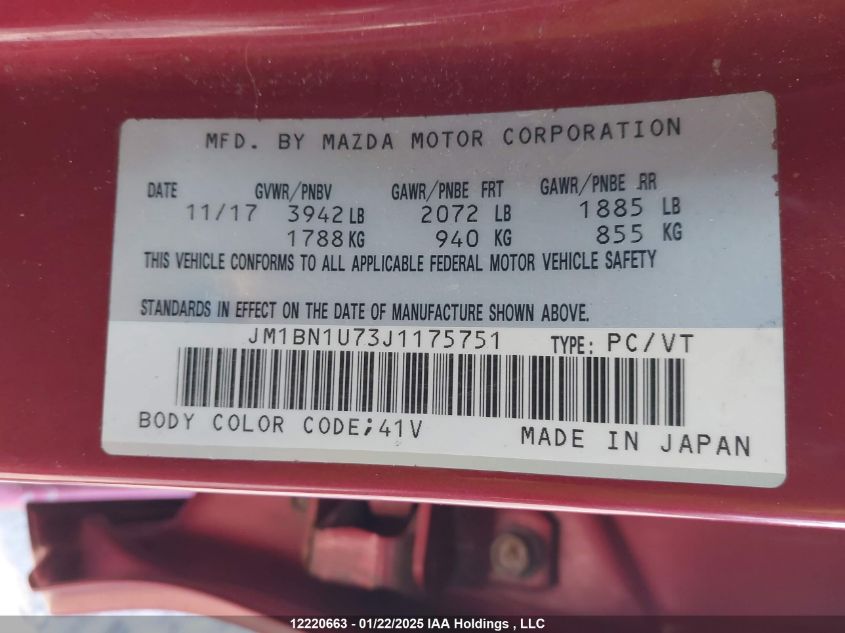 MFD. BY MAZDA MOTOR CORPORATION
DATE GVWR/PNBV GAWR/PNBE FRT GAWR/PNBE RR
11/17 3942 LB 2072 LB 1885 LB
1788 KG 940 KG 855 KG
THIS VEHICLE CONFORMS TO ALL APPLICABLE FEDERAL MOTOR VEHICLE SAFETY
STANDARDS IN EFFECT ON THE DATE OF MANUFACTURE SHOWN ABOVE.
JM1BN1U73J1175751 TYPE: PC/VT
BODY COLOR CODE;41V MADE IN JAPAN
12220663 - 01/22/2025 IAA Holdings , LLC